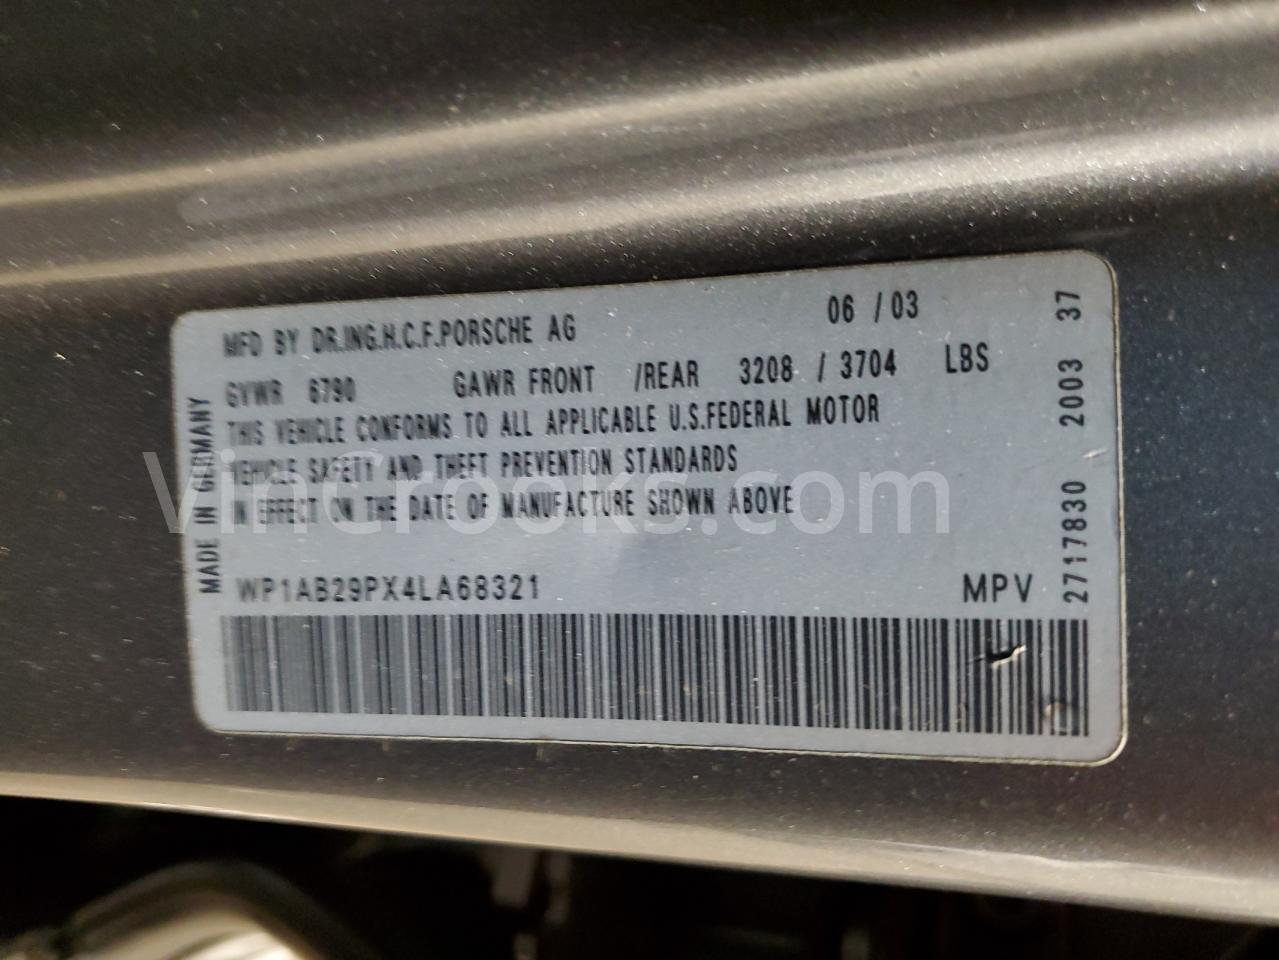 MFD BY DR.ING.H.C.F.PORSCHE AG 06 / 03
GVWR 6790 GAWR FRONT /REAR 3208 / 3704 LBS
THIS VEHICLE CONFORMS TO ALL APPLICABLE U.S.FEDERAL MOTOR
VEHICLE SAFETY AND THEFT PREVENTION STANDARDS
IN EFFECT ON THE DATE OF MANUFACTURE SHOWN ABOVE
WP1AB29PX4LA68321 MPV
MADE IN GERMANY
2717830 2003 37
VinCrooks.com